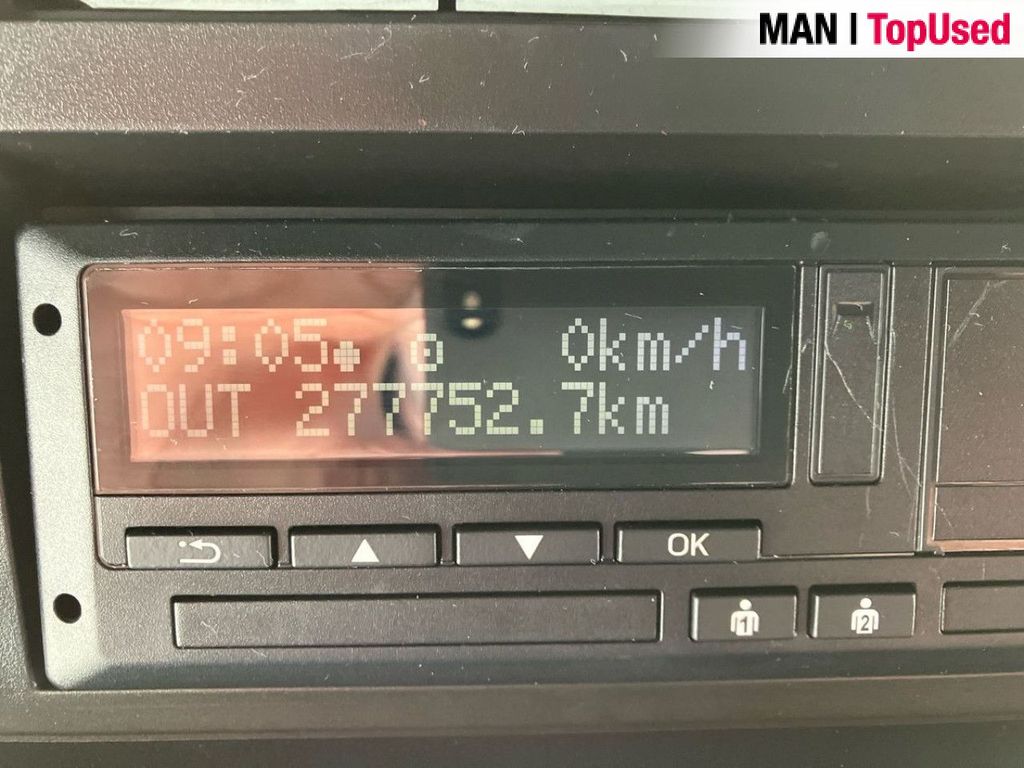 MAN | TopUsed
09:05 0km/h
OUT 277752.7km
OK
1 2